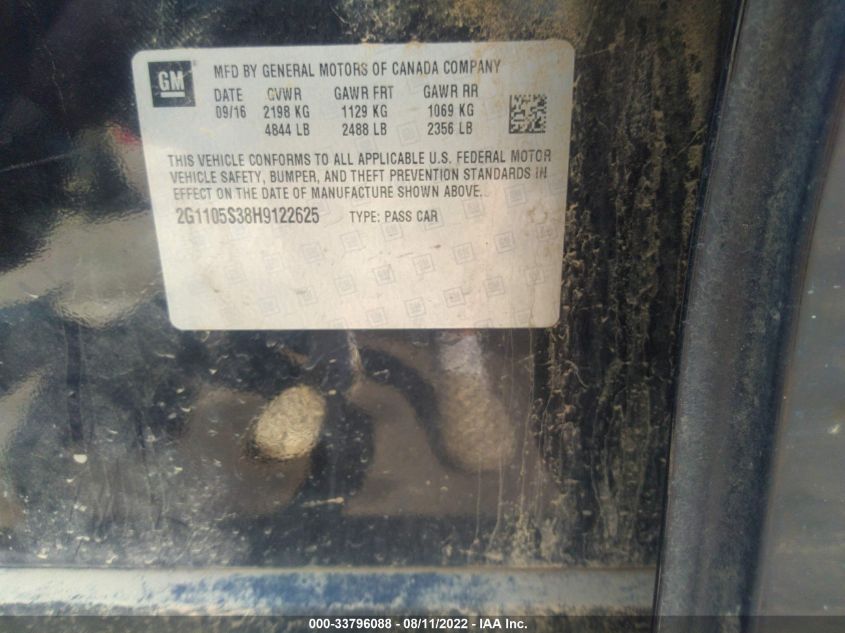 GM
MFD BY GENERAL MOTORS OF CANADA COMPANY
DATE GVWR GAWR FRT GAWR RR
09/16 2198 KG 1129 KG 1069 KG
4844 LB 2488 LB 2356 LB
THIS VEHICLE CONFORMS TO ALL APPLICABLE U.S. FEDERAL MOTOR
VEHICLE SAFETY, BUMPER, AND THEFT PREVENTION STANDARDS IN
EFFECT ON THE DATE OF MANUFACTURE SHOWN ABOVE.
2G1105S38H9122625 TYPE: PASS CAR
000-33796088 - 08/11/2022 - IAA Inc.